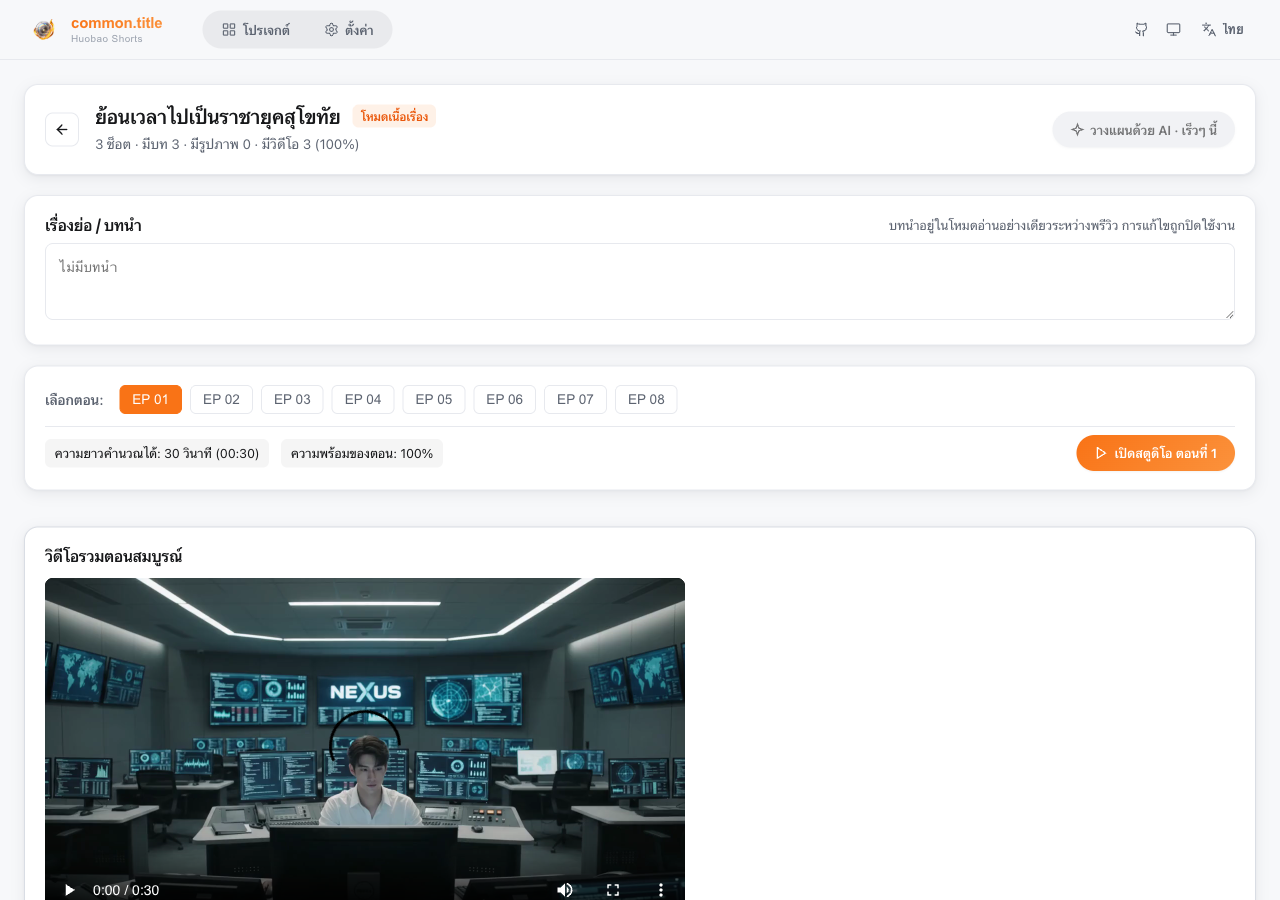 common.title
Huobao Shorts
โปรเจกต์
ตั้งค่า
ไทย
ย้อนเวลาไปเป็นราชายุคสุโขทัย
โหมดเนื้อเรื่อง
3 ช็อต · มีบท 3 · มีรูปภาพ 0 · มีวิดีโอ 3 (100%)
วางแผนด้วย AI · เร็วๆ นี้
เรื่องย่อ / บทนำ
บทนำอยู่ในโหมดอ่านอย่างเดียวระหว่างพรีวิว การแก้ไขถูกปิดใช้งาน
ไม่มีบทนำ
เลือกตอน:
EP 01
EP 02
EP 03
EP 04
EP 05
EP 06
EP 07
EP 08
ความยาวคำนวณได้: 30 วินาที (00:30)
ความพร้อมของตอน: 100%
เปิดสตูดิโอ ตอนที่ 1
วิดีโอรวมตอนสมบูรณ์
NEXUS
0:00 / 0:30